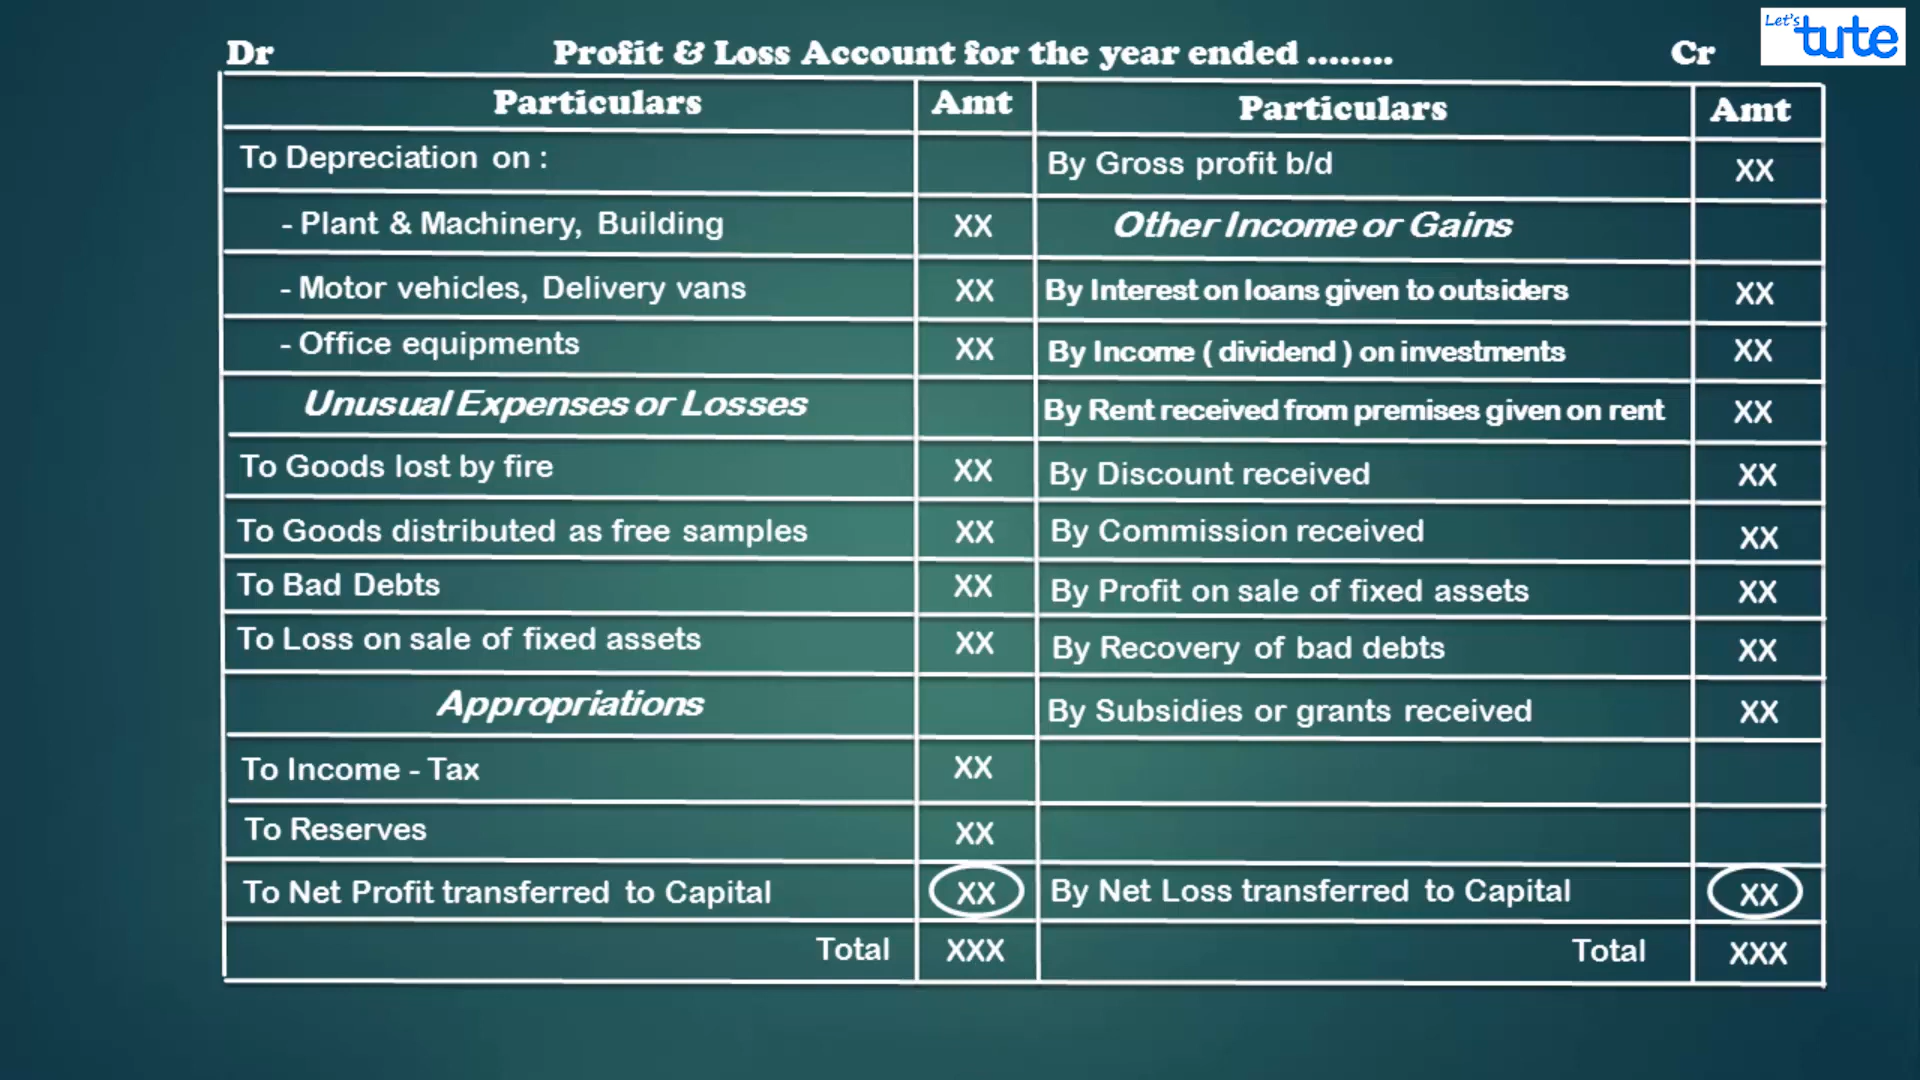 Let's tute
Dr Profit & Loss Account for the year ended ........ Cr
Particulars Amt Particulars Amt
To Depreciation on : By Gross profit b/d XX
- Plant & Machinery, Building XX Other Income or Gains
- Motor vehicles, Delivery vans XX By Interest on loans given to outsiders XX
- Office equipments XX By Income ( dividend ) on investments XX
Unusual Expenses or Losses By Rent received from premises given on rent XX
To Goods lost by fire XX By Discount received XX
To Goods distributed as free samples XX By Commission received XX
To Bad Debts XX By Profit on sale of fixed assets XX
To Loss on sale of fixed assets XX By Recovery of bad debts XX
Appropriations By Subsidies or grants received XX
To Income - Tax XX
To Reserves XX
To Net Profit transferred to Capital XX By Net Loss transferred to Capital XX
Total XXX Total XXX